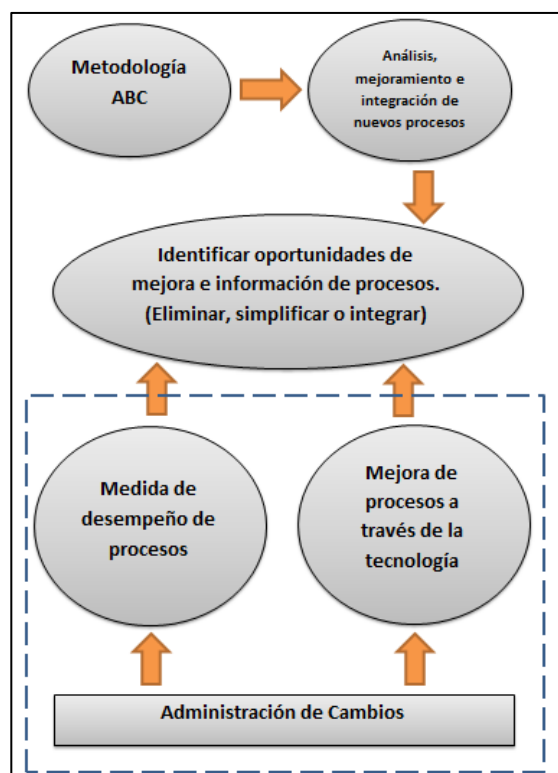 Metodología
ABC
Análisis,
mejoramiento e
integración de
nuevos procesos
Identificar oportunidades de
mejora e información de procesos.
(Eliminar, simplificar o integrar)
Medida de
desempeño de
procesos
Mejora de
procesos a
través de la
tecnología
Administración de Cambios